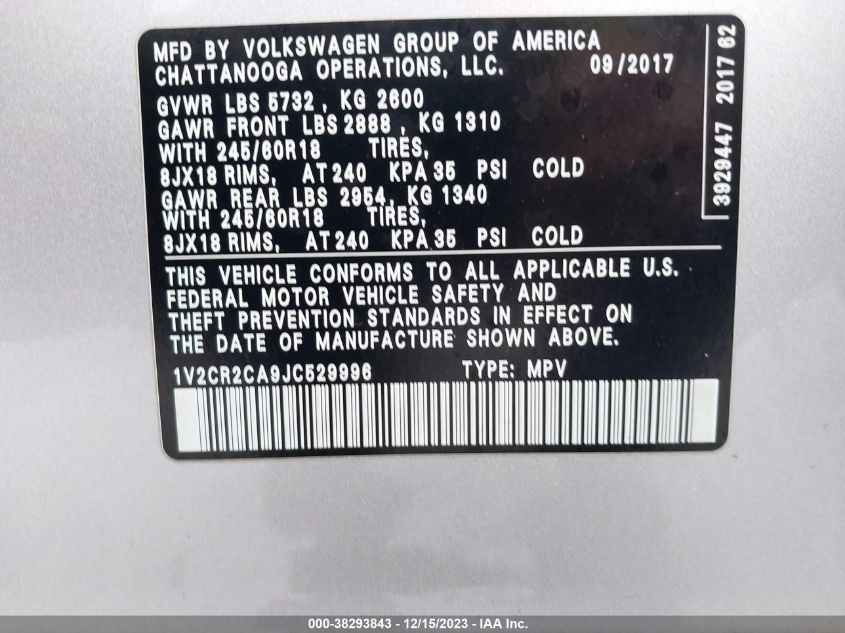 MFD BY VOLKSWAGEN GROUP OF AMERICA
CHATTANOOGA OPERATIONS, LLC. 09/2017
GVWR LBS 5732 , KG 2600
GAWR FRONT LBS 2888 , KG 1310
WITH 245/60R18 TIRES,
8JX18 RIMS, AT 240 KPA 35 PSI COLD
GAWR REAR LBS 2954, KG 1340
WITH 245/60R18 TIRES,
8JX18 RIMS, AT 240 KPA 35 PSI COLD
3929447 2017 62
THIS VEHICLE CONFORMS TO ALL APPLICABLE U.S.
FEDERAL MOTOR VEHICLE SAFETY AND
THEFT PREVENTION STANDARDS IN EFFECT ON
THE DATE OF MANUFACTURE SHOWN ABOVE.
1V2CR2CA9JC529996 TYPE: MPV
000-38293843 - 12/15/2023 - IAA Inc.